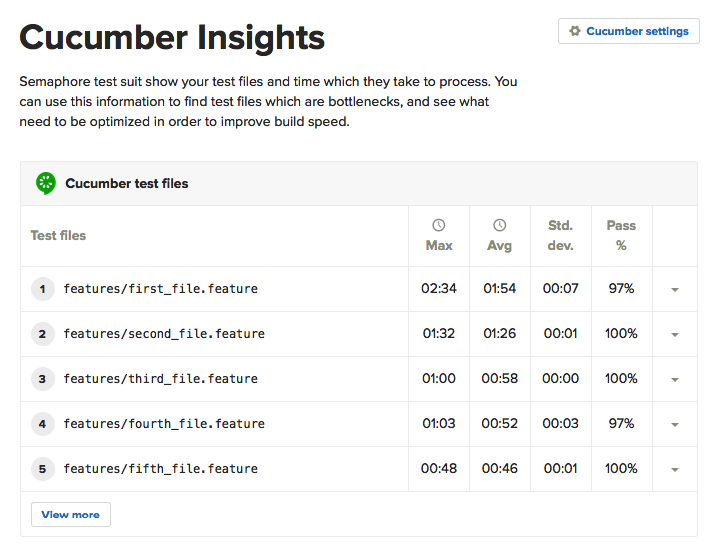 Cucumber Insights
Cucumber settings
Semaphore test suit show your test files and time which they take to process. You
can use this information to find test files which are bottlenecks, and see what
need to be optimized in order to improve build speed.
Cucumber test files
Test files Max Avg Std. dev. Pass %
1 features/first_file.feature 02:34 01:54 00:07 97%
2 features/second_file.feature 01:32 01:26 00:01 100%
3 features/third_file.feature 01:00 00:58 00:00 100%
4 features/fourth_file.feature 01:03 00:52 00:03 97%
5 features/fifth_file.feature 00:48 00:46 00:01 100%
View more